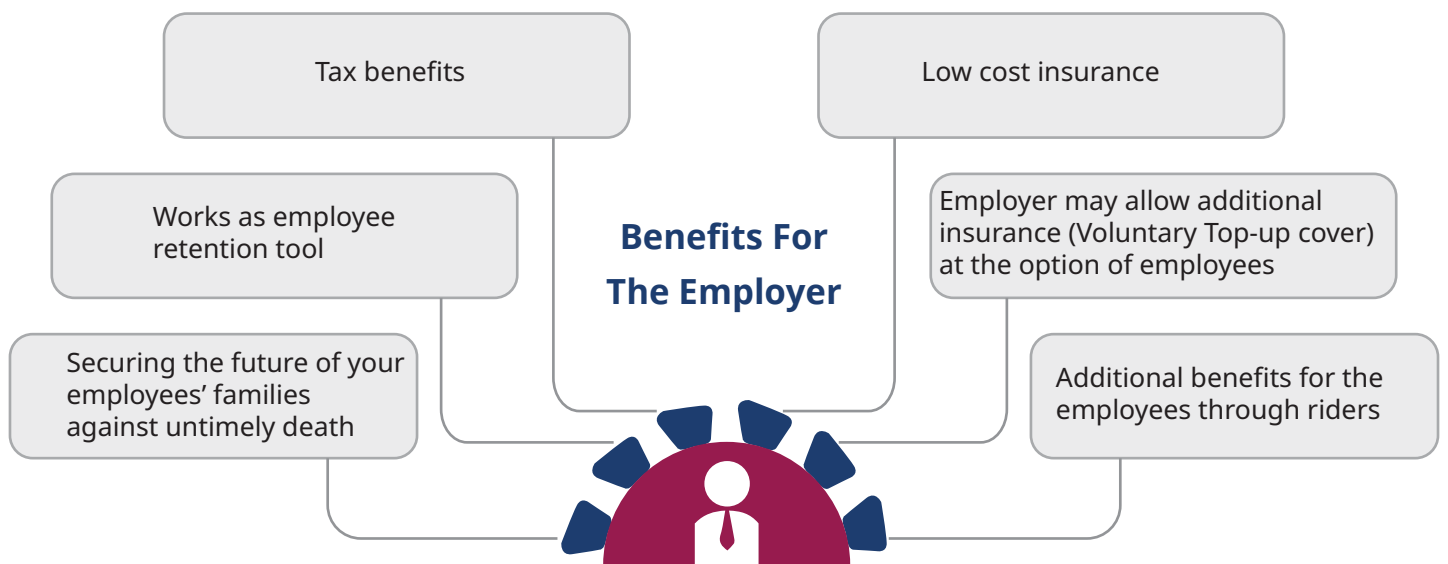 Tax benefits
Low cost insurance
Works as employee
retention tool
Benefits For
The Employer
Employer may allow additional
insurance (Voluntary Top-up cover)
at the option of employees
Securing the future of your
employees’ families
against untimely death
Additional benefits for the
employees through riders